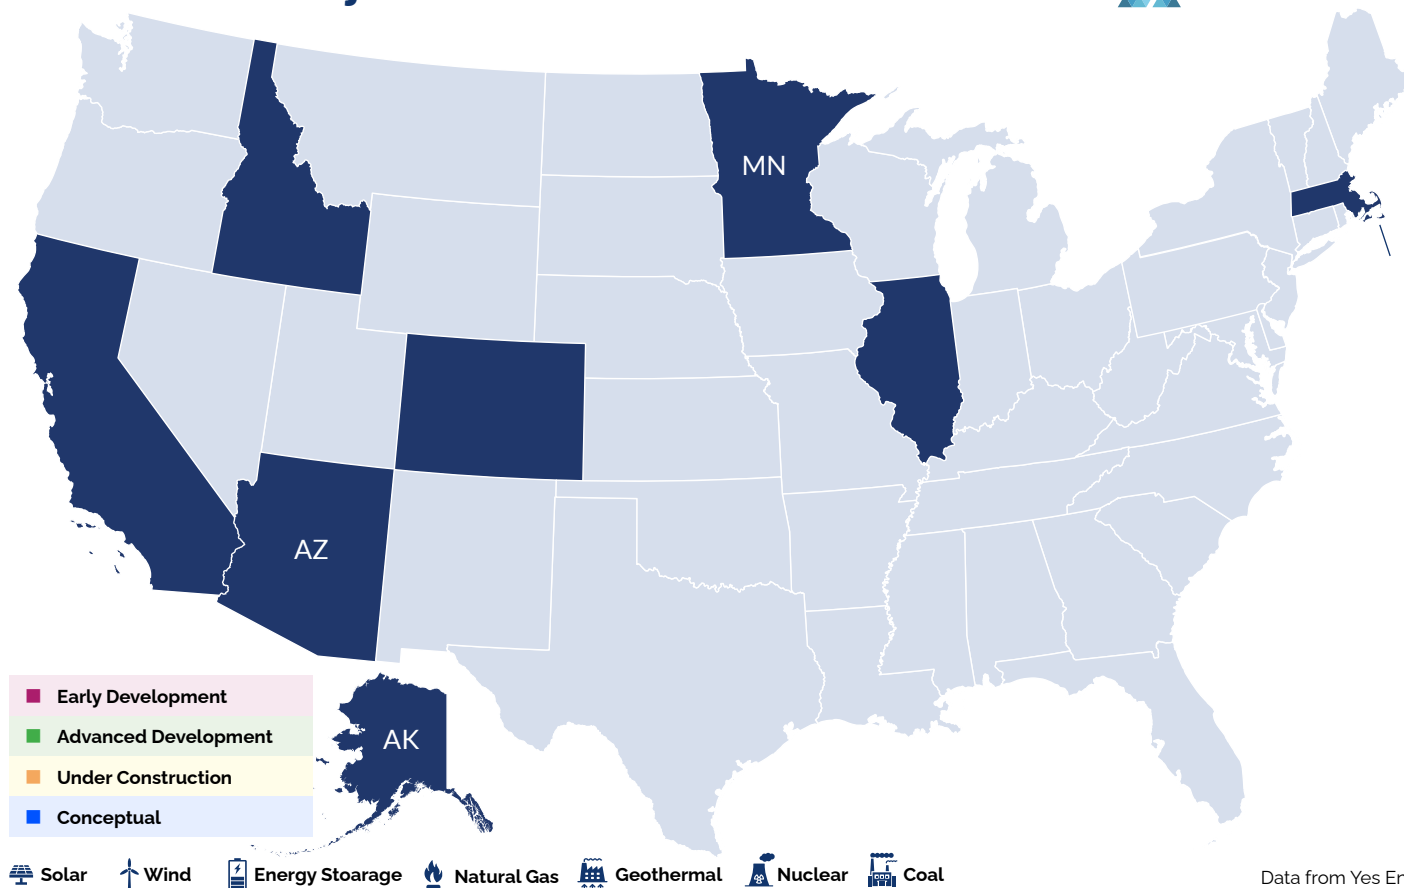 MN
AZ
AK
Early Development
Advanced Development
Under Construction
Conceptual
Solar Wind Energy Stoarage Natural Gas Geothermal Nuclear Coal
Data from Yes En